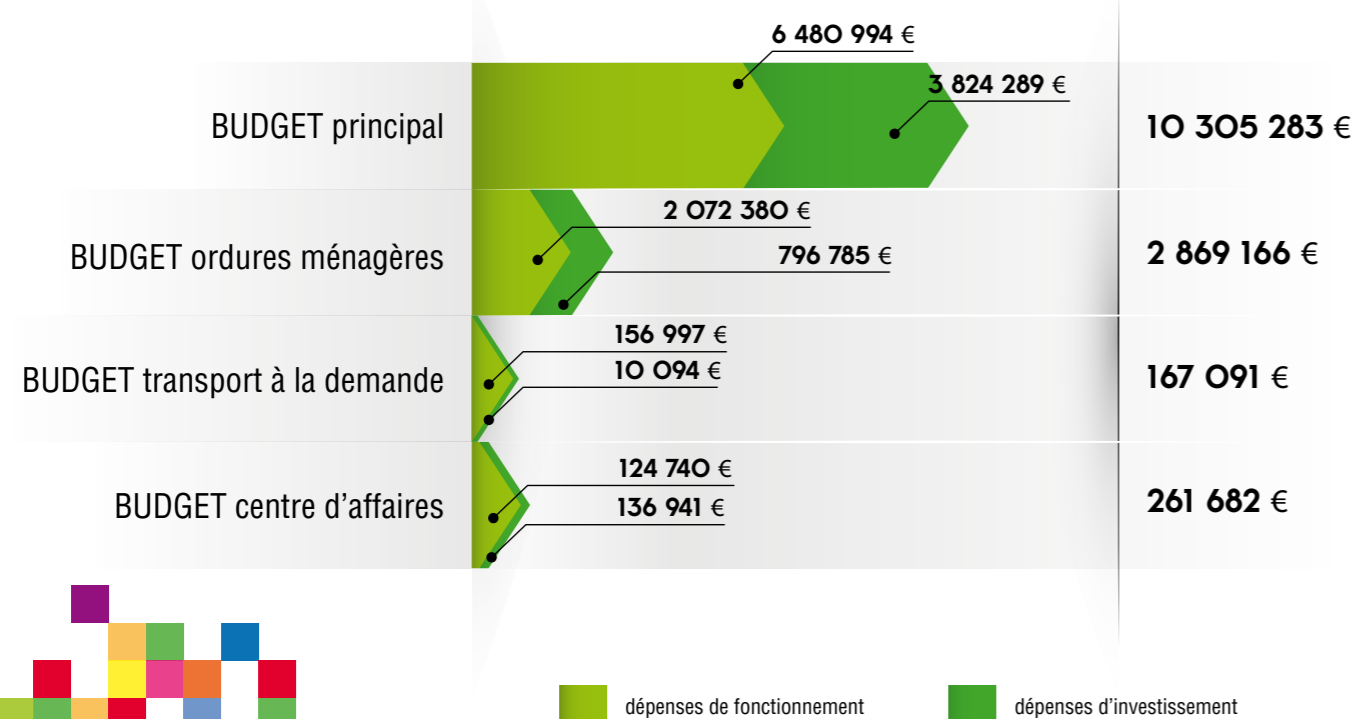 6 480 994 €
3 824 289 €
BUDGET principal
10 305 283 €
2 072 380 €
BUDGET ordures ménagères
796 785 €
2 869 166 €
156 997 €
10 094 €
BUDGET transport à la demande
167 091 €
124 740 €
136 941 €
BUDGET centre d'affaires
261 682 €
dépenses de fonctionnement
dépenses d'investissement